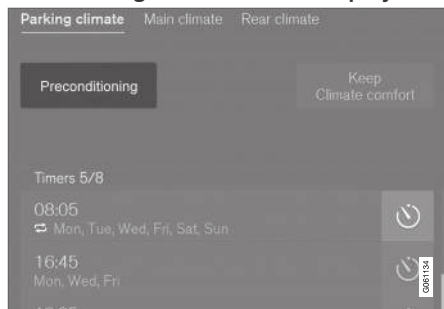 Parking climate Main climate Rear climate
Preconditioning
Keep
Climate comfort
Timers 5/8
08:05
Mon, Tue, Wed, Fri, Sat, Sun
16:45
Mon, Wed, Fri
G061134